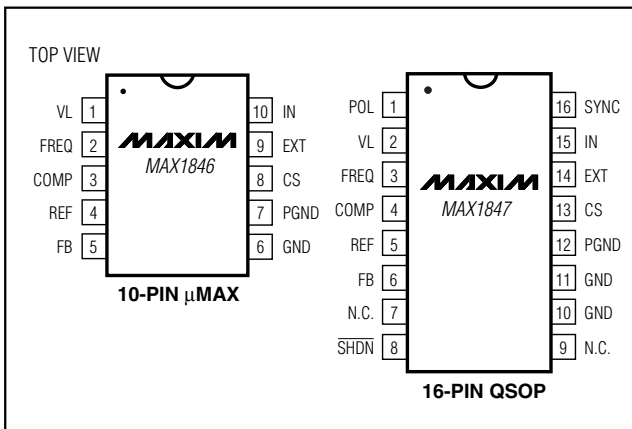 TOP VIEW
VL 1
FREQ 2
COMP 3
REF 4
FB 5
10 IN
9 EXT
8 CS
7 PGND
6 GND
MAXIM
MAX1846
10-PIN μMAX
POL 1
VL 2
FREQ 3
COMP 4
REF 5
FB 6
N.C. 7
SHDN 8
16 SYNC
15 IN
14 EXT
13 CS
12 PGND
11 GND
10 GND
9 N.C.
MAXIM
MAX1847
16-PIN QSOP